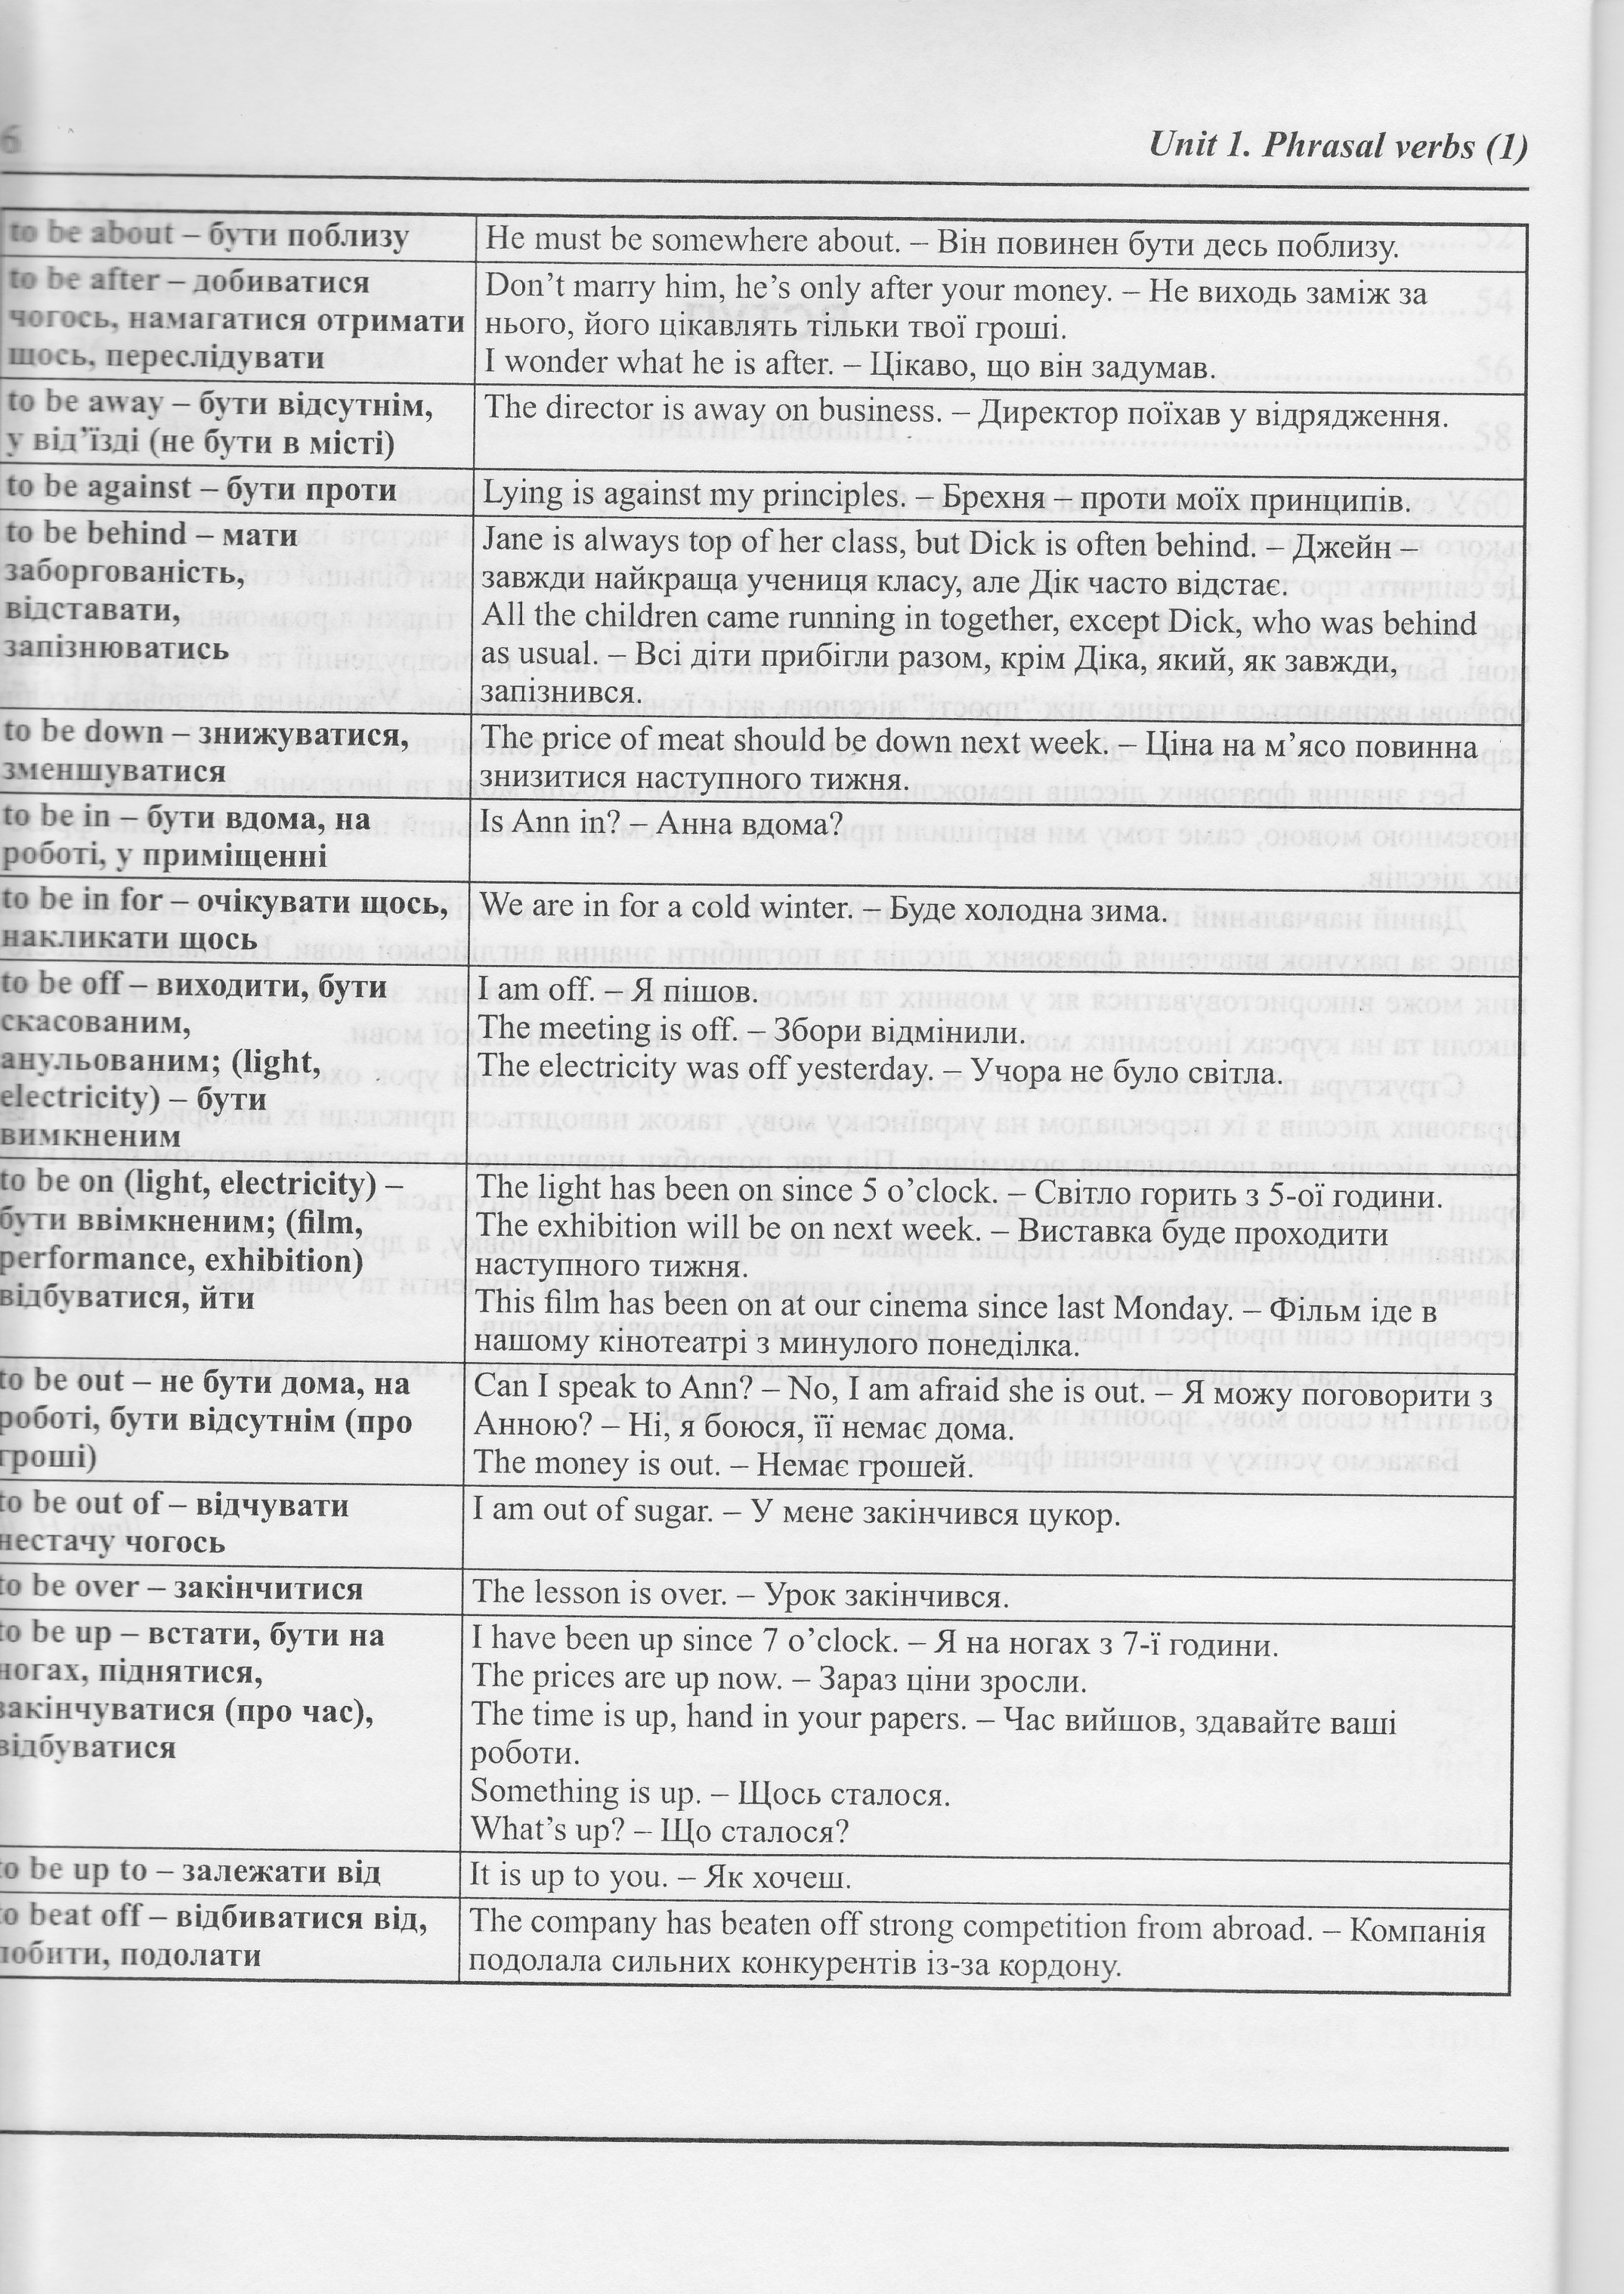 6
Unit 1. Phrasal verbs (1)
to be about – бути поблизу
He must be somewhere about. – Він повинен бути десь поблизу.
to be after – добиватися
чогось, намагатися отримати
щось, переслідувати
Don’t marry him, he’s only after your money. – Не виходь заміж за
нього, його цікавлять тільки твої гроші.
I wonder what he is after. – Цікаво, що він задумав.
to be away – бути відсутнім,
у від’їзді (не бути в місті)
The director is away on business. – Директор поїхав у відрядження.
to be against – бути проти
Lying is against my principles. – Брехня – проти моїх принципів.
to be behind – мати
заборгованість,
відставати,
запізнюватись
Jane is always top of her class, but Dick is often behind. – Джейн –
завжди найкраща учениця класу, але Дік часто відстає.
All the children came running in together, except Dick, who was behind
as usual. – Всі діти прибігли разом, крім Діка, який, як завжди,
запізнився.
to be down – знижуватися,
зменшуватися
The price of meat should be down next week. – Ціна на м’ясо повинна
знизитися наступного тижня.
to be in – бути вдома, на
роботі, у приміщенні
Is Ann in? – Анна вдома?
to be in for – очікувати щось,
накликати щось
We are in for a cold winter. – Буде холодна зима.
to be off – виходити, бути
скасованим,
анульованим; (light,
electricity) – бути
вимкненим
I am off. – Я пішов.
The meeting is off. – Збори відмінили.
The electricity was off yesterday. – Учора не було світла.
to be on (light, electricity) –
бути ввімкненим; (film,
performance, exhibition)
відбуватися, йти
The light has been on since 5 o’clock. – Світло горить з 5-ої години.
The exhibition will be on next week. – Виставка буде проходити
наступного тижня.
This film has been on at our cinema since last Monday. – Фільм іде в
нашому кінотеатрі з минулого понеділка.
to be out – не бути дома, на
роботі, бути відсутнім (про
гроші)
Can I speak to Ann? – No, I am afraid she is out. – Я можу поговорити з
Анною? – Ні, я боюся, її немає дома.
The money is out. – Немає грошей.
to be out of – відчувати
нестачу чогось
I am out of sugar. – У мене закінчився цукор.
to be over – закінчитися
The lesson is over. – Урок закінчився.
to be up – встати, бути на
ногах, піднятися,
закінчуватися (про час),
відбуватися
I have been up since 7 o’clock. – Я на ногах з 7-ї години.
The prices are up now. – Зараз ціни зросли.
The time is up, hand in your papers. – Час вийшов, здавайте ваші
роботи.
Something is up. – Щось сталося.
What’s up? – Що сталося?
to be up to – залежати від
It is up to you. – Як хочеш.
to beat off – відбиватися від,
побити, подолати
The company has beaten off strong competition from abroad. – Компанія
подолала сильних конкурентів із-за кордону.